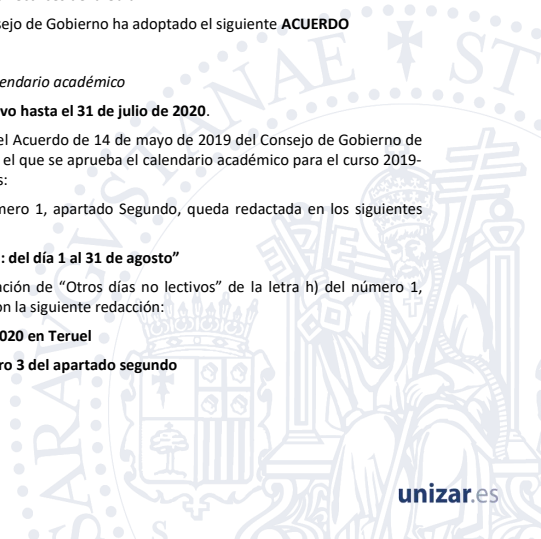 sejo de Gobierno ha adoptado el siguiente ACUERDO
endario académico
vo hasta el 31 de julio de 2020.
el Acuerdo de 14 de mayo de 2019 del Consejo de Gobierno de
el que se aprueba el calendario académico para el curso 2019-
s:
mero 1, apartado Segundo, queda redactada en los siguientes
: del día 1 al 31 de agosto”
ación de “Otros días no lectivos” de la letra h) del número 1,
on la siguiente redacción:
020 en Teruel
ro 3 del apartado segundo
unizar.es